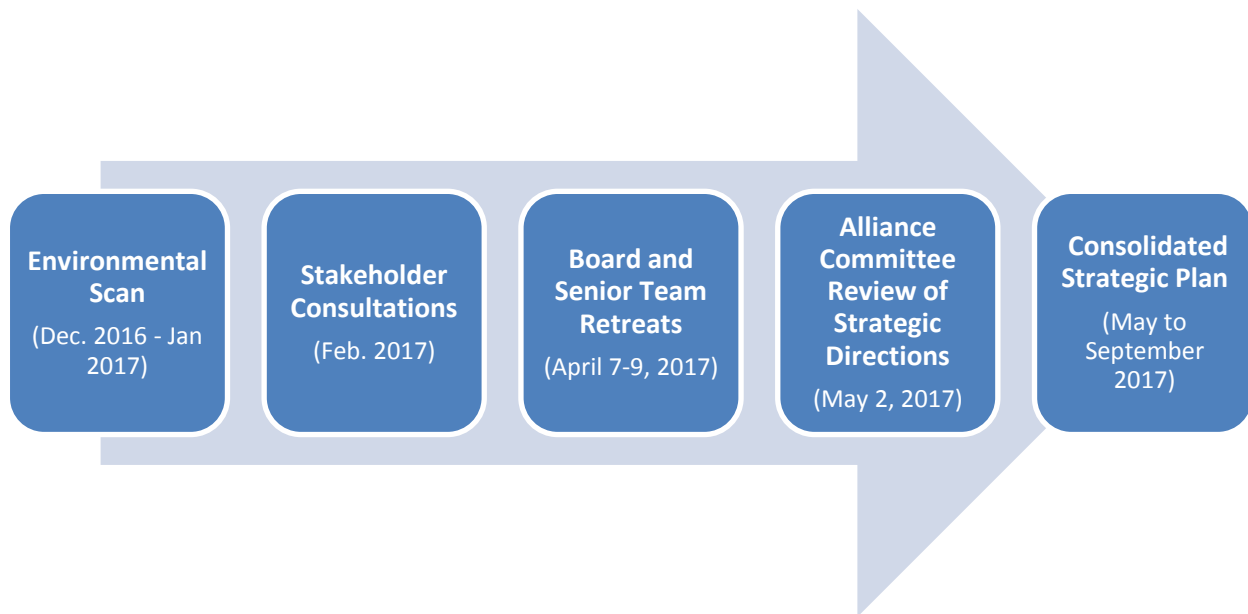 Environmental
Scan
(Dec. 2016 - Jan
2017)
Stakeholder
Consultations
(Feb. 2017)
Board and
Senior Team
Retreats
(April 7-9, 2017)
Alliance
Committee
Review of
Strategic
Directions
(May 2, 2017)
Consolidated
Strategic Plan
(May to
September
2017)